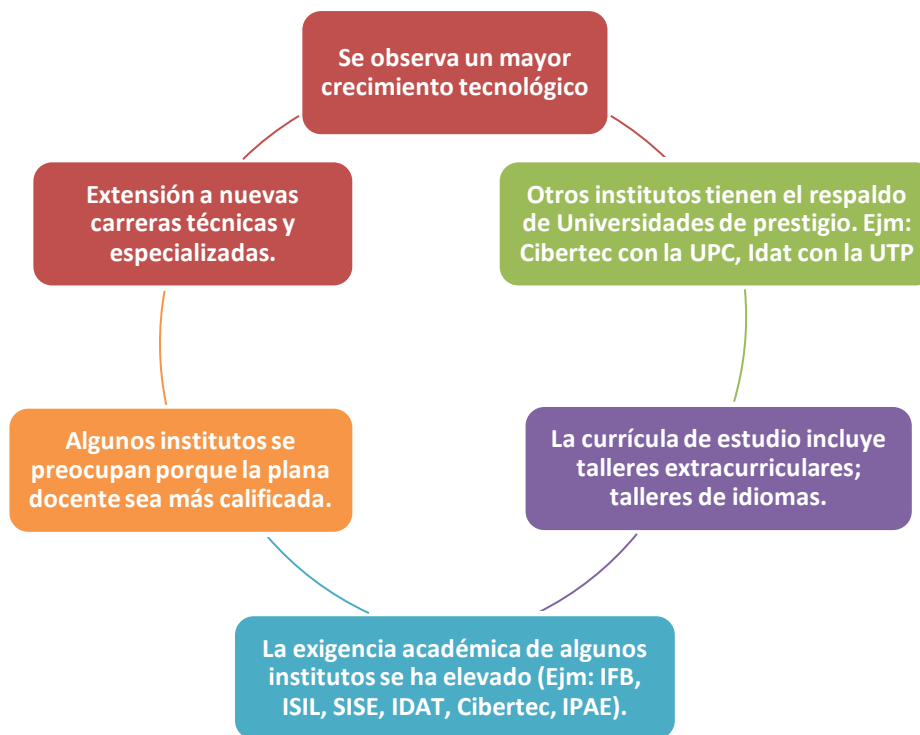 Se observa un mayor
crecimiento tecnológico
Otros institutos tienen el respaldo
de Universidades de prestigio. Ejm:
Cibertec con la UPC, Idat con la UTP
La currícula de estudio incluye
talleres extracurriculares;
talleres de idiomas.
La exigencia académica de algunos
institutos se ha elevado (Ejm: IFB,
ISIL, SISE, IDAT, Cibertec, IPAE).
Algunos institutos se
preocupan porque la plana
docente sea más calificada.
Extensión a nuevas
carreras técnicas y
especializadas.